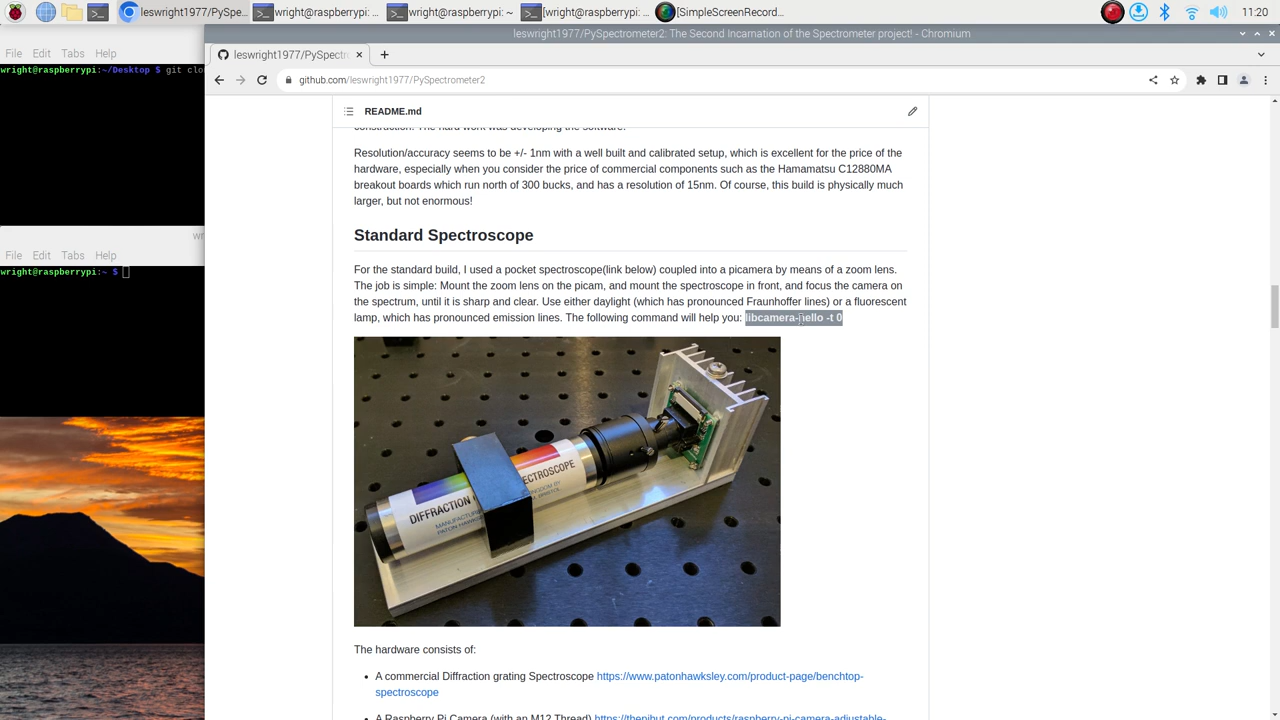 leswright1977/PySpectr...
wright@raspberrypi: ...
wright@raspberrypi: ~
[wright@raspberrypi: ...
[SimpleScreenRecord...
11:20
leswright1977/PySpectrometer2: The Second Incarnation of the Spectrometer project! - Chromium
File Edit Tabs Help
leswright1977/PySpectrom
wright@raspberrypi:~/Desktop $ git clo
github.com/leswright1977/PySpectrometer2
README.md
construction. The hard work was developing the software.
Resolution/accuracy seems to be +/- 1nm with a well built and calibrated setup, which is excellent for the price of the
hardware, especially when you consider the price of commercial components such as the Hamamatsu C12880MA
breakout boards which run north of 300 bucks, and has a resolution of 15nm. Of course, this build is physically much
larger, but not enormous!
wr
File Edit Tabs Help
wright@raspberrypi:~ $
Standard Spectroscope
For the standard build, I used a pocket spectroscope(link below) coupled into a picamera by means of a zoom lens.
The job is simple: Mount the zoom lens on the picam, and mount the spectroscope in front, and focus the camera on
the spectrum, until it is sharp and clear. Use either daylight (which has pronounced Fraunhoffer lines) or a fluorescent
lamp, which has pronounced emission lines. The following command will help you: libcamera-hello -t 0
DIFFRACTION
ECTROSCOPE
MANUFACTUR
PATON HAWKS
KINGDOM BY
BRISTOL
The hardware consists of:
A commercial Diffraction grating Spectroscope https://www.patonhawksley.com/product-page/benchtop-
spectroscope
A Raspberry Pi Camera (with an M12 Thread) https://thepihut.com/products/raspberry-pi-camera-adjustable-